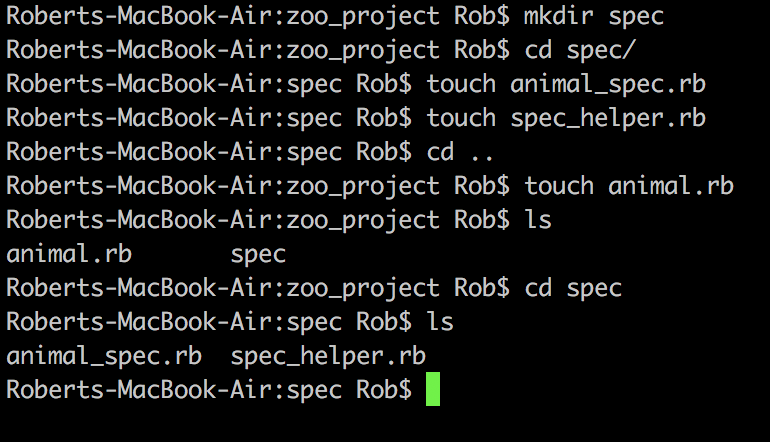 Roberts-MacBook-Air:zoo_project Rob$ mkdir spec
Roberts-MacBook-Air:zoo_project Rob$ cd spec/
Roberts-MacBook-Air:spec Rob$ touch animal_spec.rb
Roberts-MacBook-Air:spec Rob$ touch spec_helper.rb
Roberts-MacBook-Air:spec Rob$ cd ..
Roberts-MacBook-Air:zoo_project Rob$ touch animal.rb
Roberts-MacBook-Air:zoo_project Rob$ ls
animal.rb       spec
Roberts-MacBook-Air:zoo_project Rob$ cd spec
Roberts-MacBook-Air:spec Rob$ ls
animal_spec.rb  spec_helper.rb
Roberts-MacBook-Air:spec Rob$